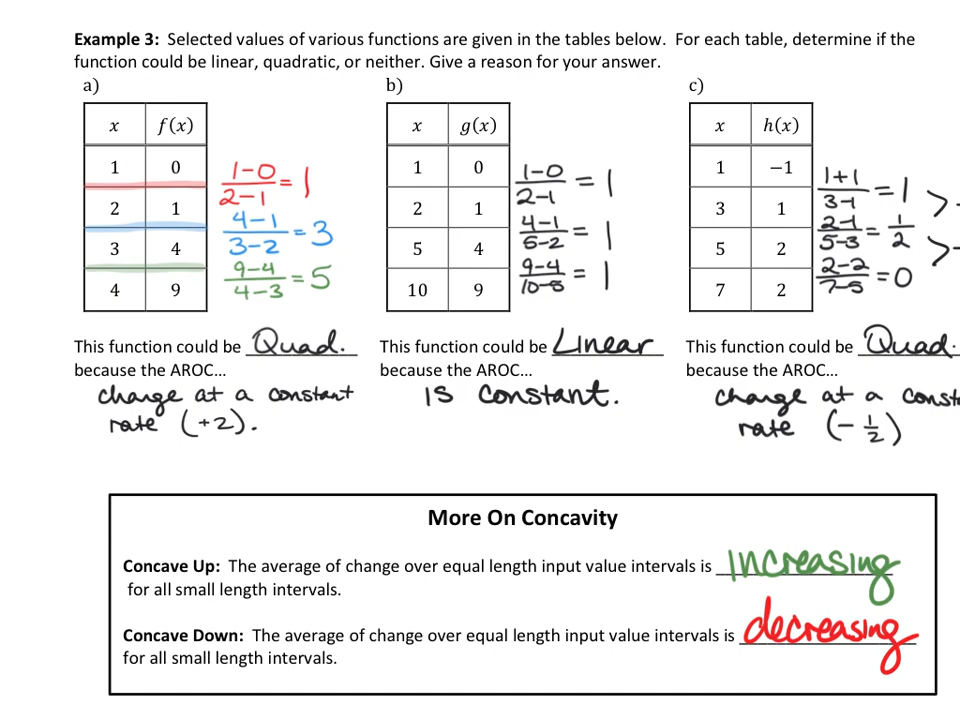 Example 3: Selected values of various functions are given in the tables below. For each table, determine if the
function could be linear, quadratic, or neither. Give a reason for your answer.
a)
x f(x)
1 0
2 1
3 4
4 9
1-0/2-1 = 1
4-1/3-2 = 3
9-4/4-3 = 5
This function could be Quad.
because the AROC...
change at a constant
rate (+2).
b)
x g(x)
1 0
2 1
5 4
10 9
1-0/2-1 = 1
4-1/5-2 = 1
9-4/10-5 = 1
This function could be Linear
because the AROC...
is constant.
c)
x h(x)
1 −1
3 1
5 2
7 2
1+1/3-1 = 1 >-
2-1/5-3 = 1/2 >-
2-2/7-5 = 0
This function could be Quad.
because the AROC...
change at a const
rate (-1/2)
More On Concavity
Concave Up: The average of change over equal length input value intervals is increasing
for all small length intervals.
Concave Down: The average of change over equal length input value intervals is decreasing
for all small length intervals.